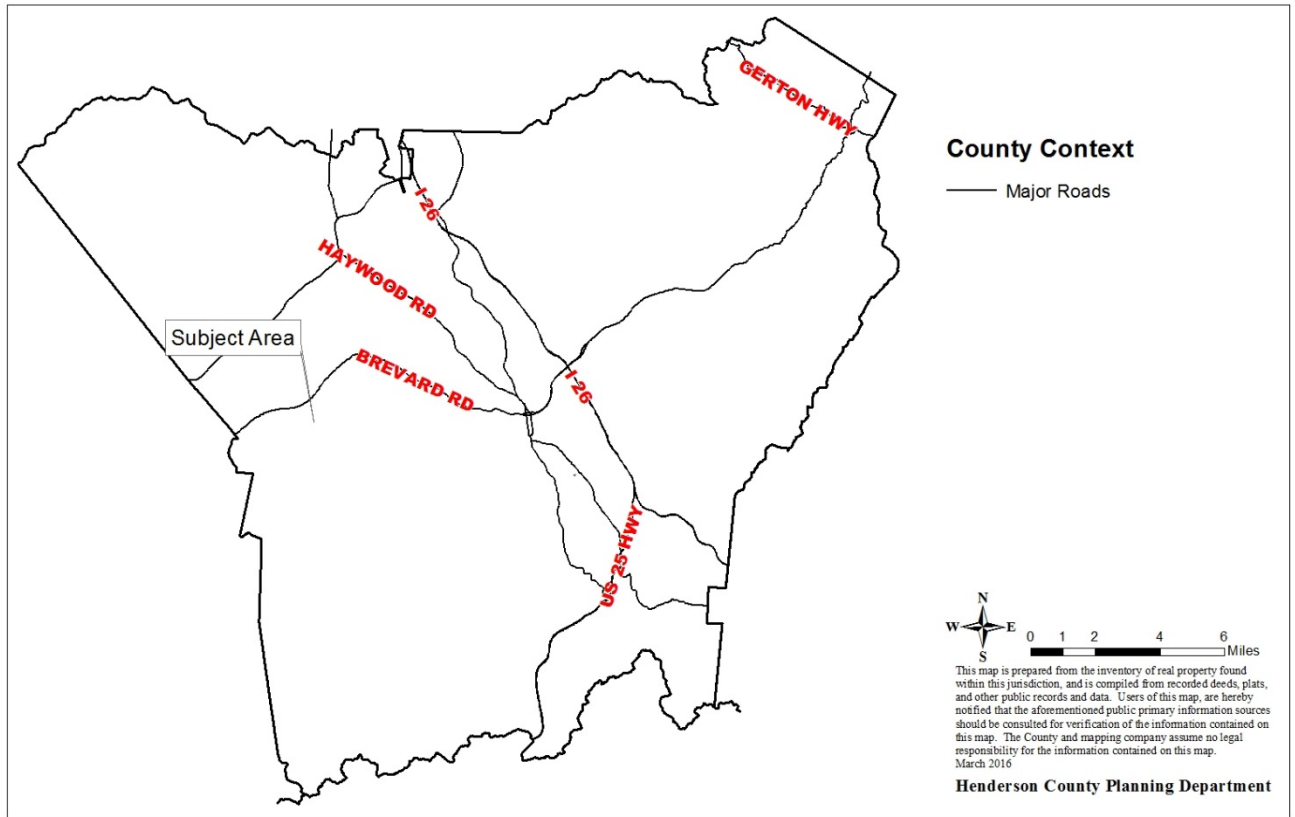 GERTON HWY
County Context
Major Roads
I-26
HAYWOOD RD
Subject Area
BREVARD RD
I-26
US 25 HWY
N
W E
S
0 1 2 4 6
Miles
This map is prepared from the inventory of real property found
within this jurisdiction, and is compiled from recorded deeds, plats,
and other public records and data. Users of this map, are hereby
notified that the aforementioned public primary information sources
should be consulted for verification of the information contained on
this map. The County and mapping company assume no legal
responsibility for the information contained on this map.
March 2016
Henderson County Planning Department